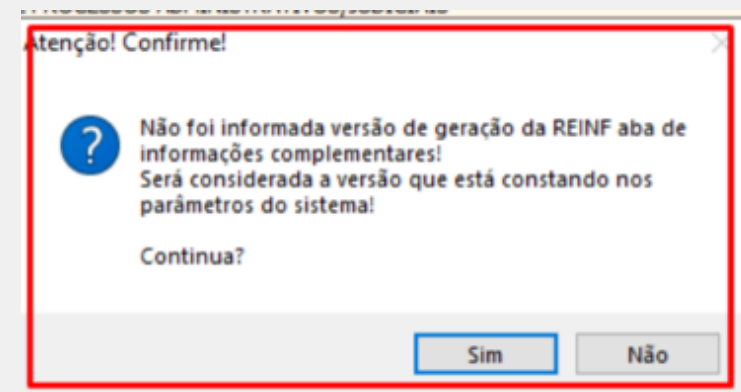 Atenção! Confirme!
Não foi informada versão de geração da REINF aba de
informações complementares!
Será considerada a versão que está constando nos
parâmetros do sistema!
Continua?
Sim
Não